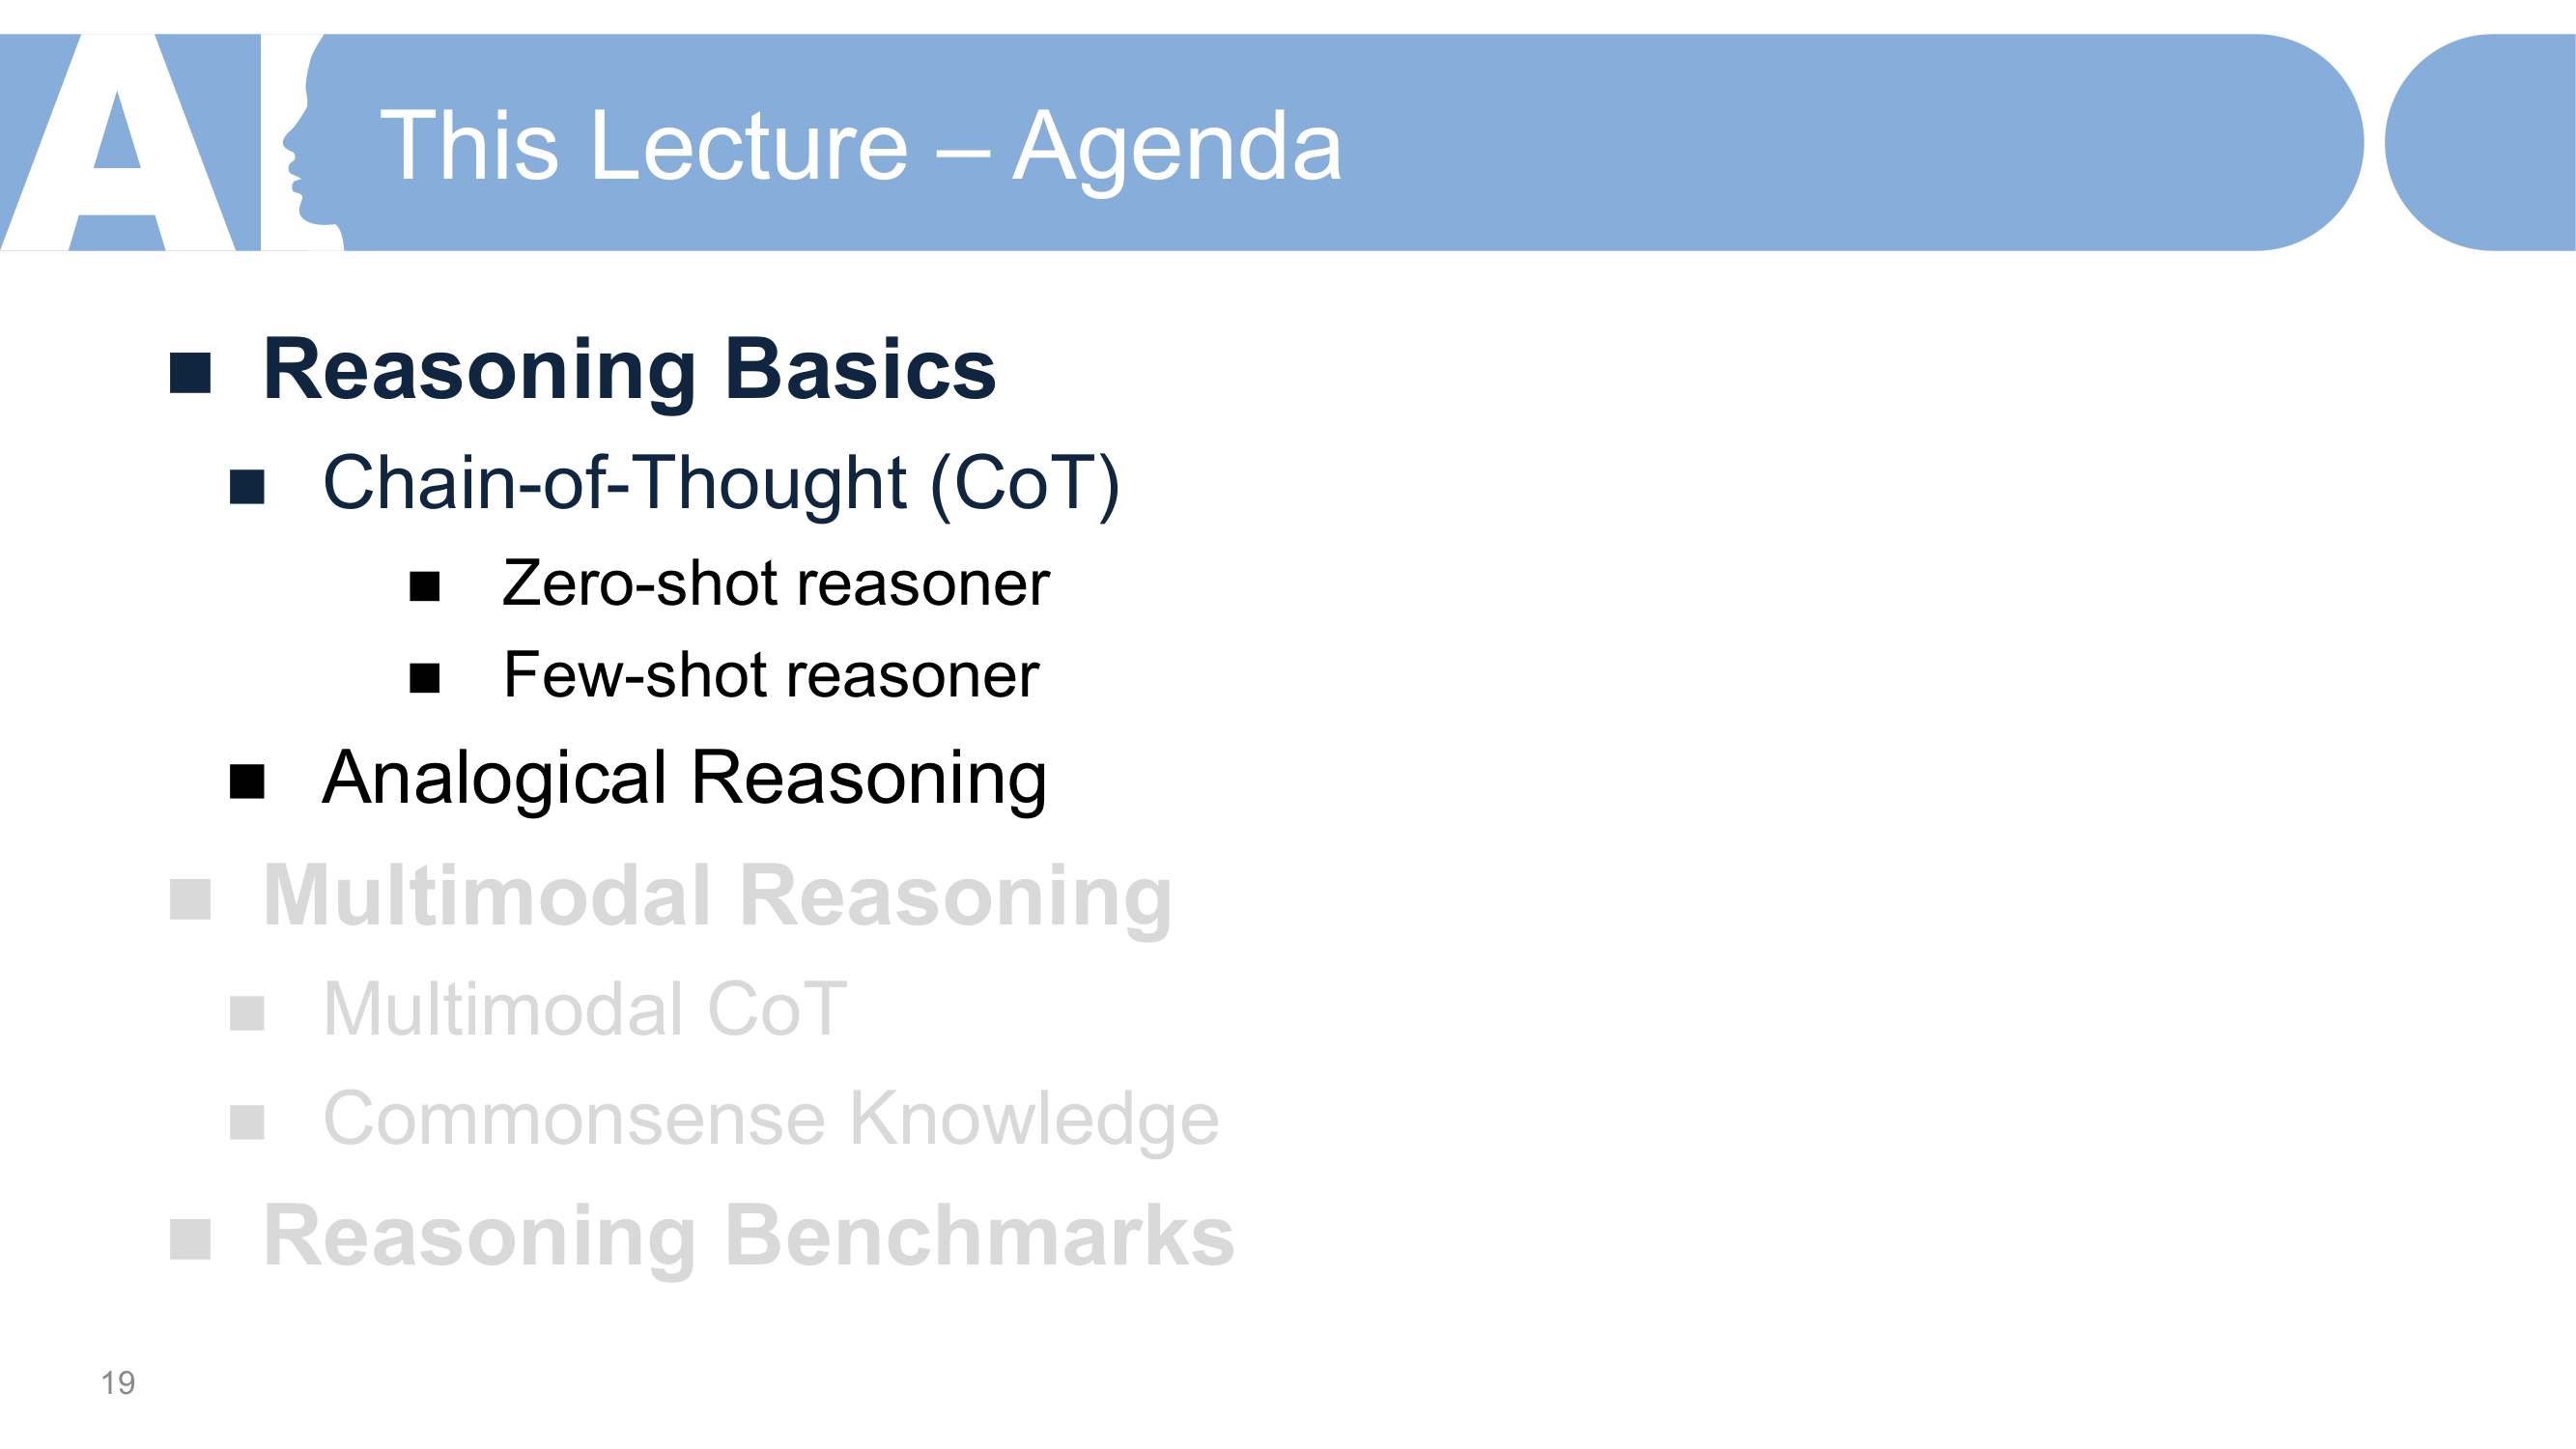 AI
This Lecture – Agenda
■ Reasoning Basics
■ Chain-of-Thought (CoT)
■ Zero-shot reasoner
■ Few-shot reasoner
■ Analogical Reasoning
■ Multimodal Reasoning
■ Multimodal CoT
■ Commonsense Knowledge
■ Reasoning Benchmarks
19